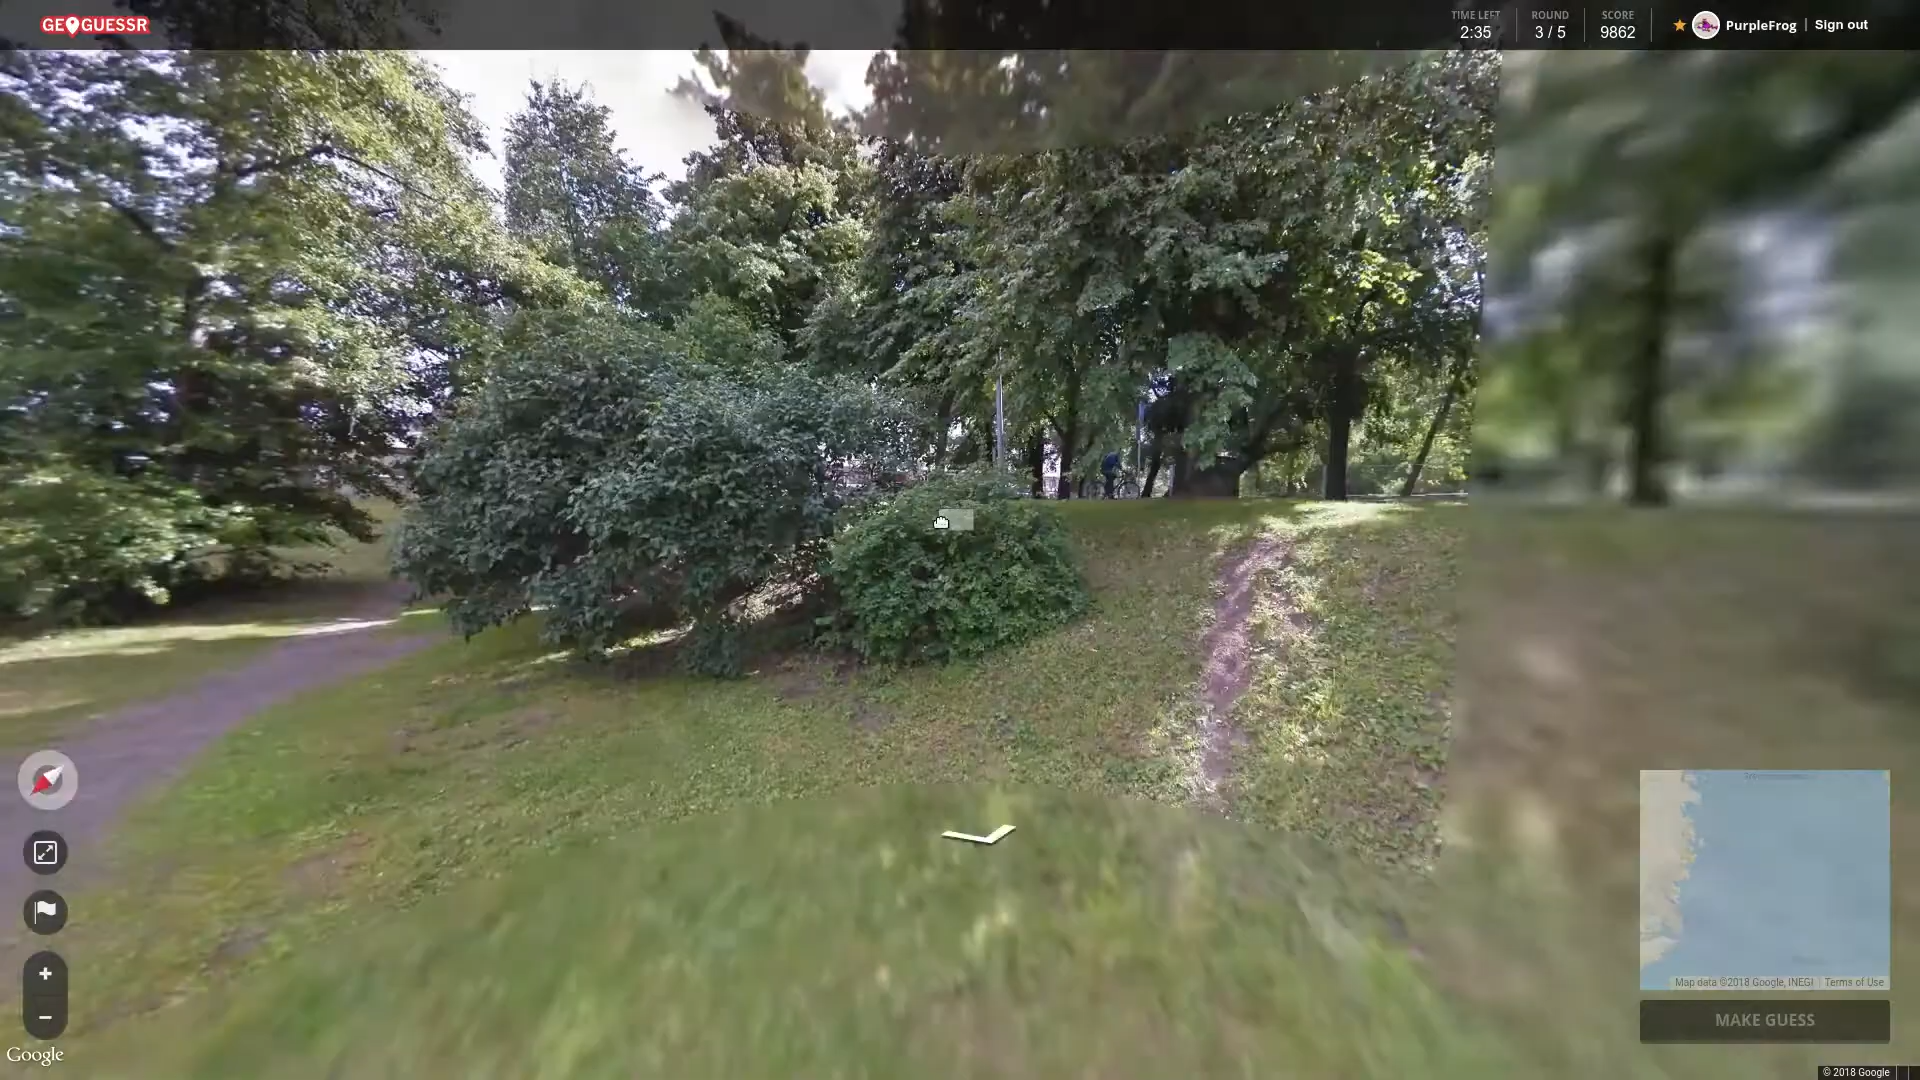 GEOGUESSR
TIME LEFT
2:35
ROUND
3 / 5
SCORE
9862
PurpleFrog
Sign out
Map data ©2018 Google, INEGI
Terms of Use
MAKE GUESS
Google
© 2018 Google